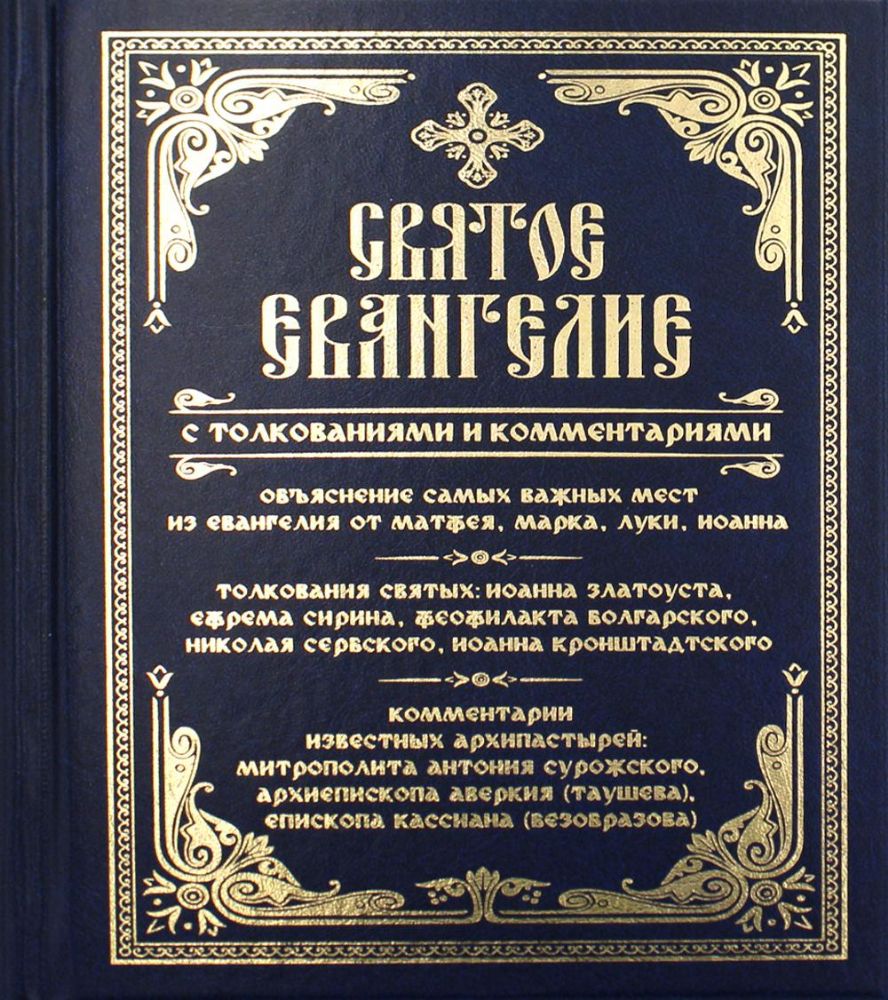 СВЯТОЕ
ЕВАНГЕЛИЕ
С ТОЛКОВАНИЯМИ И КОММЕНТАРИЯМИ
ОБЪЯСНЕНИЕ САМЫХ ВАЖНЫХ МЕСТ
ИЗ ЕВАНГЕЛИЯ ОТ МАТФЕЯ, МАРКА, ЛУКИ, ИОАННА
ТОЛКОВАНИЯ СВЯТЫХ: ИОАННА ЗЛАТОУСТА,
ЕФРЕМА СИРИНА, ФЕОФИЛАКТА БОЛГАРСКОГО,
НИКОЛАЯ СЕРБСКОГО, ИОАННА КРОНШТАДТСКОГО
КОММЕНТАРИИ
ИЗВЕСТНЫХ АРХИПАСТЫРЕЙ:
МИТРОПОЛИТА АНТОНИЯ СУРОЖСКОГО,
АРХИЕПИСКОПА АВЕРКИЯ (ТАУШЕВА),
ЕПИСКОПА КАССИАНА (БЕЗОБРАЗОВА)